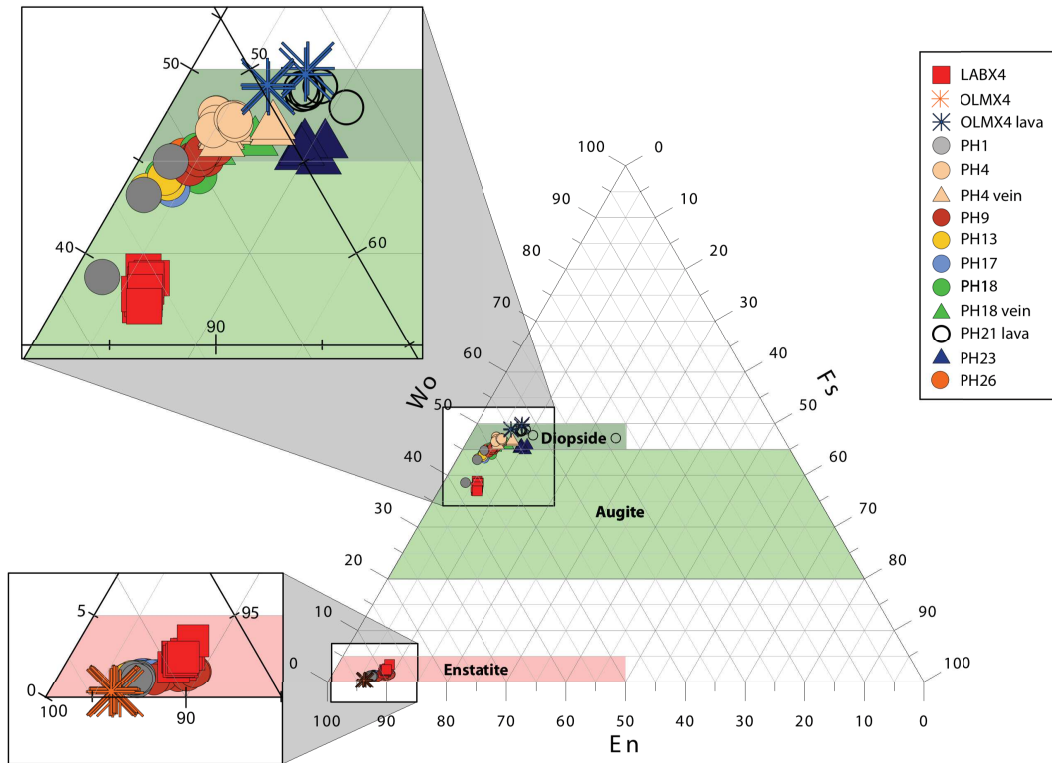 50
50
40
60
90
LABX4
OLMX4
OLMX4 lava
PH1
PH4
PH4 vein
PH9
PH13
PH17
PH18
PH18 vein
PH21 lava
PH23
PH26
100 0
90 10
80 20
70 30
60 40
Wo Fs
50 50
Diopside
40 60
Augite
30 70
20 80
10 90
0 100
Enstatite
100 90 80 70 60 50 40 30 20 10 0
En
5 95
0
100 90